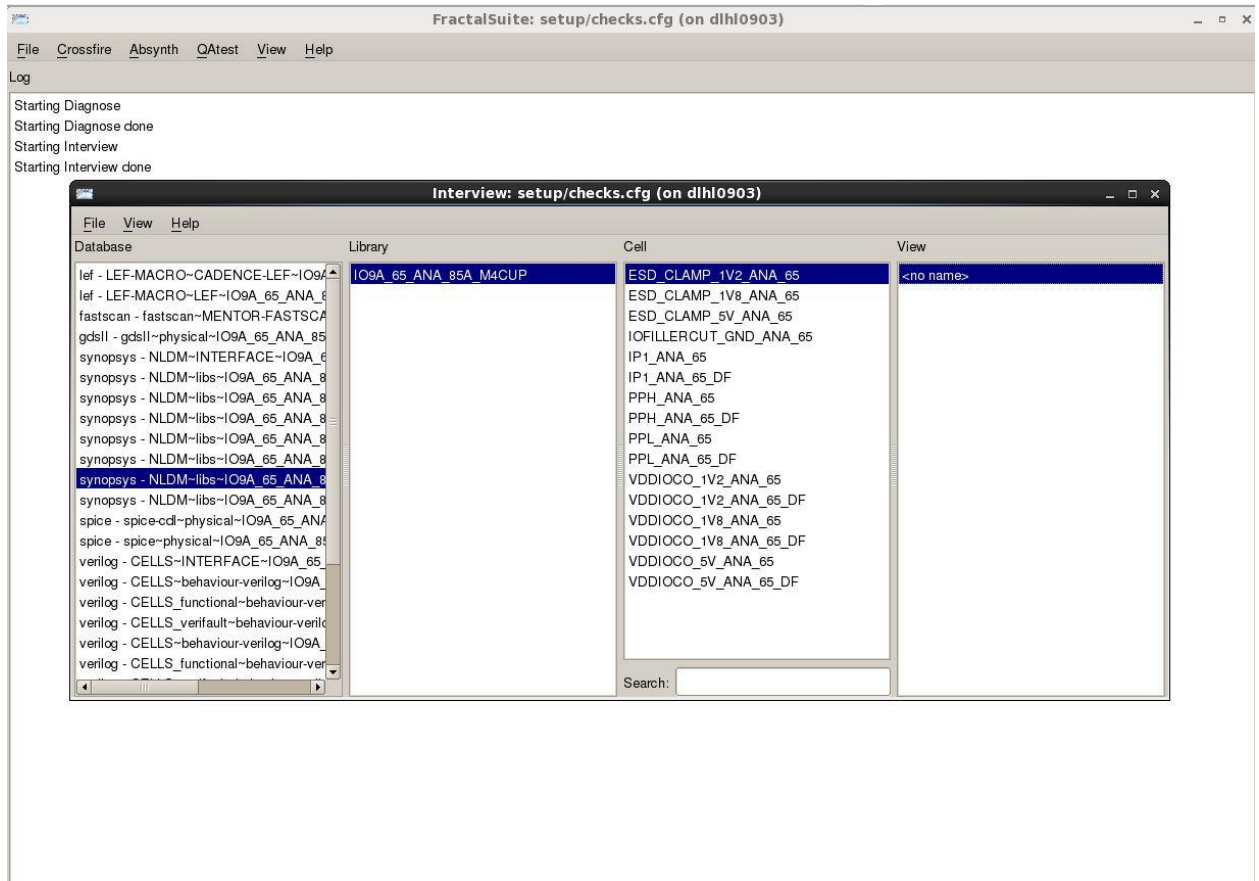 FractalSuite: setup/checks.cfg (on dlhl0903)
File Crossfire Absynth QAtest View Help
Log
Starting Diagnose
Starting Diagnose done
Starting Interview
Starting Interview done
Interview: setup/checks.cfg (on dlhl0903)
File View Help
Database
lef - LEF-MACRO~CADENCE-LEF~IO9A
lef - LEF-MACRO~LEF~IO9A_65_ANA_8
fastscan - fastscan~MENTOR-FASTSCA
gdsII - gdsII~physical~IO9A_65_ANA_85
synopsys - NLDM~INTERFACE~IO9A_6
synopsys - NLDM~libs~IO9A_65_ANA_8
synopsys - NLDM~libs~IO9A_65_ANA_8
synopsys - NLDM~libs~IO9A_65_ANA_8
synopsys - NLDM~libs~IO9A_65_ANA_8
synopsys - NLDM~libs~IO9A_65_ANA_8
synopsys - NLDM~libs~IO9A_65_ANA_8
synopsys - NLDM~libs~IO9A_65_ANA_8
spice - spice-cdl~physical~IO9A_65_ANA
spice - spice~physical~IO9A_65_ANA_85
verilog - CELLS~INTERFACE~IO9A_65_
verilog - CELLS~behaviour-verilog~IO9A_
verilog - CELLS_functional~behaviour-ver
verilog - CELLS_verifault~behaviour-verilo
verilog - CELLS~behaviour-verilog~IO9A_
verilog - CELLS_functional~behaviour-ver
Library
IO9A_65_ANA_85A_M4CUP
Cell
ESD_CLAMP_1V2_ANA_65
ESD_CLAMP_1V8_ANA_65
ESD_CLAMP_5V_ANA_65
IOFILLERCUT_GND_ANA_65
IP1_ANA_65
IP1_ANA_65_DF
PPH_ANA_65
PPH_ANA_65_DF
PPL_ANA_65
PPL_ANA_65_DF
VDDIOCO_1V2_ANA_65
VDDIOCO_1V2_ANA_65_DF
VDDIOCO_1V8_ANA_65
VDDIOCO_1V8_ANA_65_DF
VDDIOCO_5V_ANA_65
VDDIOCO_5V_ANA_65_DF
Search:
View
<no name>